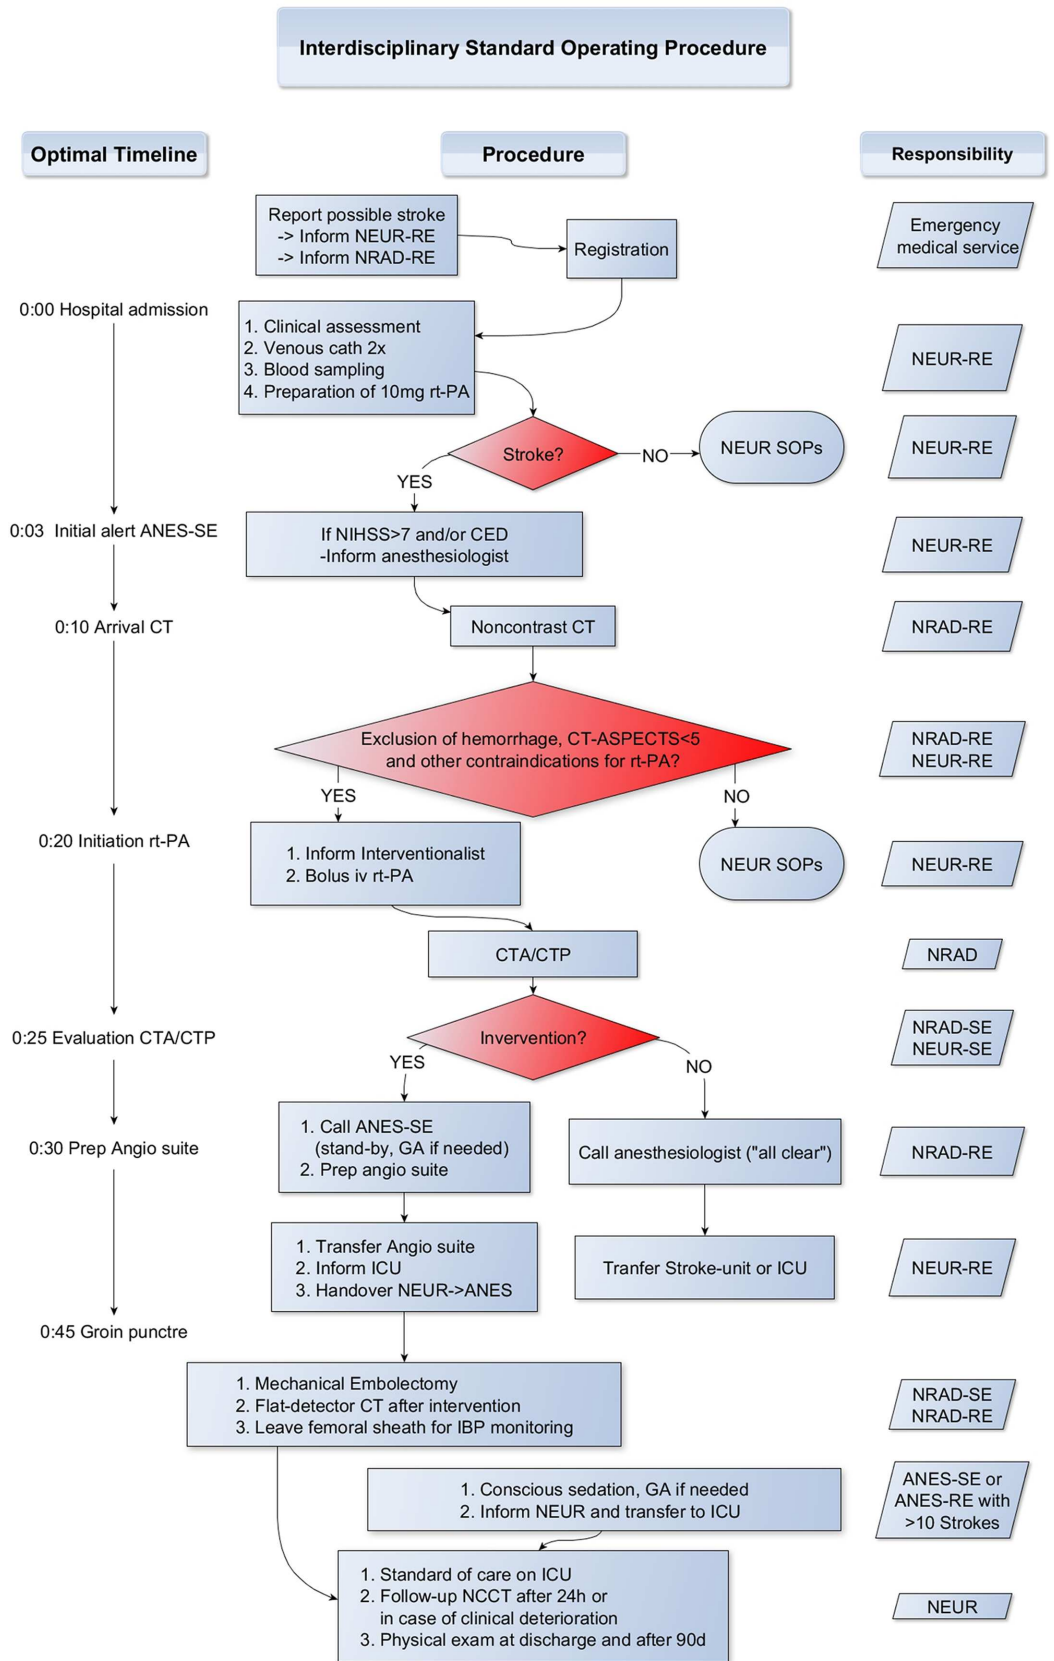 Interdisciplinary Standard Operating Procedure
Optimal Timeline
Procedure
Responsibility
Report possible stroke
-> Inform NEUR-RE
-> Inform NRAD-RE
Registration
Emergency
medical service
0:00 Hospital admission
1. Clinical assessment
2. Venous cath 2x
3. Blood sampling
4. Preparation of 10mg rt-PA
NEUR-RE
Stroke?
NO
NEUR SOPs
NEUR-RE
YES
0:03 Initial alert ANES-SE
If NIHSS>7 and/or CED
-Inform anesthesiologist
NEUR-RE
0:10 Arrival CT
Noncontrast CT
NRAD-RE
Exclusion of hemorrhage, CT-ASPECTS<5
and other contraindications for rt-PA?
NRAD-RE
NEUR-RE
YES
NO
0:20 Initiation rt-PA
1. Inform Interventionalist
2. Bolus iv rt-PA
NEUR SOPs
NEUR-RE
CTA/CTP
NRAD
0:25 Evaluation CTA/CTP
Invervention?
NRAD-SE
NEUR-SE
YES
NO
0:30 Prep Angio suite
1. Call ANES-SE
(stand-by, GA if needed)
2. Prep angio suite
Call anesthesiologist ("all clear")
NRAD-RE
1. Transfer Angio suite
2. Inform ICU
3. Handover NEUR->ANES
Tranfer Stroke-unit or ICU
NEUR-RE
0:45 Groin punctre
1. Mechanical Embolectomy
2. Flat-detector CT after intervention
3. Leave femoral sheath for IBP monitoring
NRAD-SE
NRAD-RE
1. Conscious sedation, GA if needed
2. Inform NEUR and transfer to ICU
ANES-SE or
ANES-RE with
>10 Strokes
1. Standard of care on ICU
2. Follow-up NCCT after 24h or
in case of clinical deterioration
3. Physical exam at discharge and after 90d
NEUR